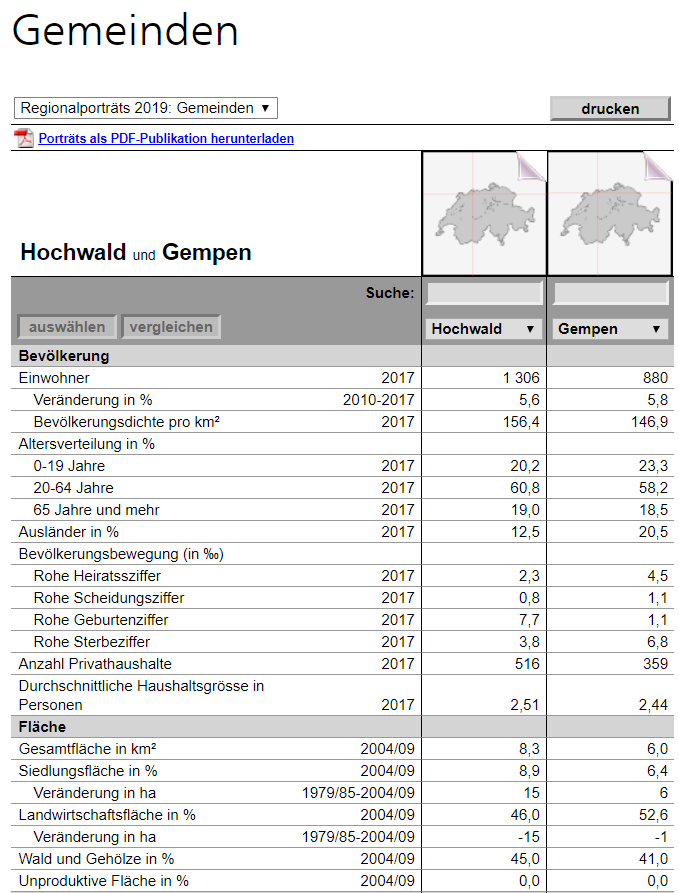 Gemeinden
Regionalporträts 2019: Gemeinden ▼ drucken
Porträts als PDF-Publikation herunterladen
Hochwald und Gempen
Suche:
auswählen vergleichen Hochwald ▼ Gempen ▼
Bevölkerung
Einwohner 2017 1 306 880
Veränderung in % 2010-2017 5,6 5,8
Bevölkerungsdichte pro km² 2017 156,4 146,9
Altersverteilung in %
0-19 Jahre 2017 20,2 23,3
20-64 Jahre 2017 60,8 58,2
65 Jahre und mehr 2017 19,0 18,5
Ausländer in % 2017 12,5 20,5
Bevölkerungsbewegung (in ‰)
Rohe Heiratssziffer 2017 2,3 4,5
Rohe Scheidungsziffer 2017 0,8 1,1
Rohe Geburtenziffer 2017 7,7 1,1
Rohe Sterbeziffer 2017 3,8 6,8
Anzahl Privathaushalte 2017 516 359
Durchschnittliche Haushaltsgrösse in
Personen 2017 2,51 2,44
Fläche
Gesamtfläche in km² 2004/09 8,3 6,0
Siedlungsfläche in % 2004/09 8,9 6,4
Veränderung in ha 1979/85-2004/09 15 6
Landwirtschaftsfläche in % 2004/09 46,0 52,6
Veränderung in ha 1979/85-2004/09 -15 -1
Wald und Gehölze in % 2004/09 45,0 41,0
Unproduktive Fläche in % 2004/09 0,0 0,0